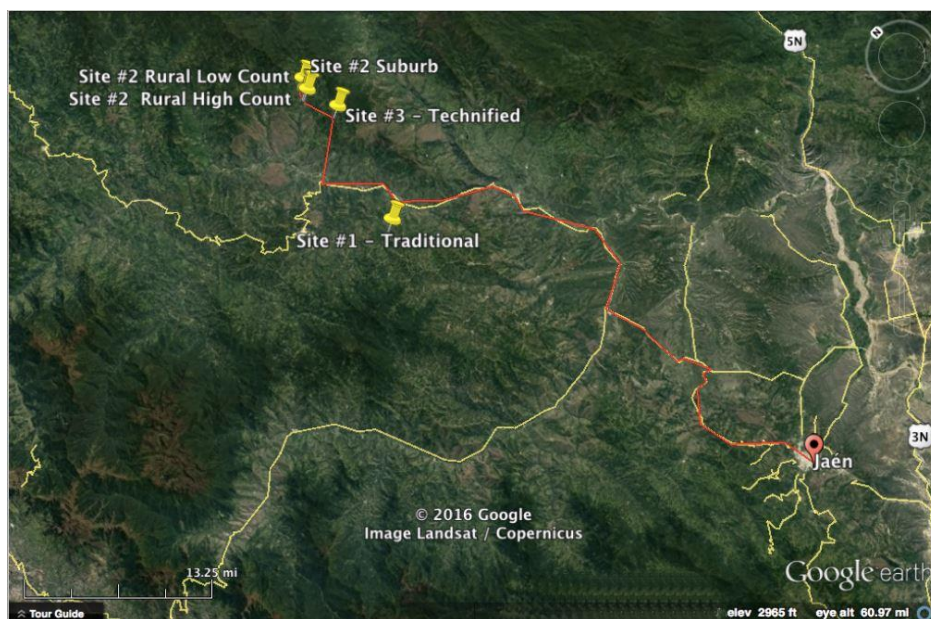 5N
N
Site #2 Suburb
Site #2 Rural Low Count
Site #2 Rural High Count
Site #3 – Technified
Site #1 – Traditional
3N
Jaén
© 2016 Google
Image Landsat / Copernicus
13.25 mi
Google earth
Tour Guide
elev 2965 ft eye alt 60.97 mi